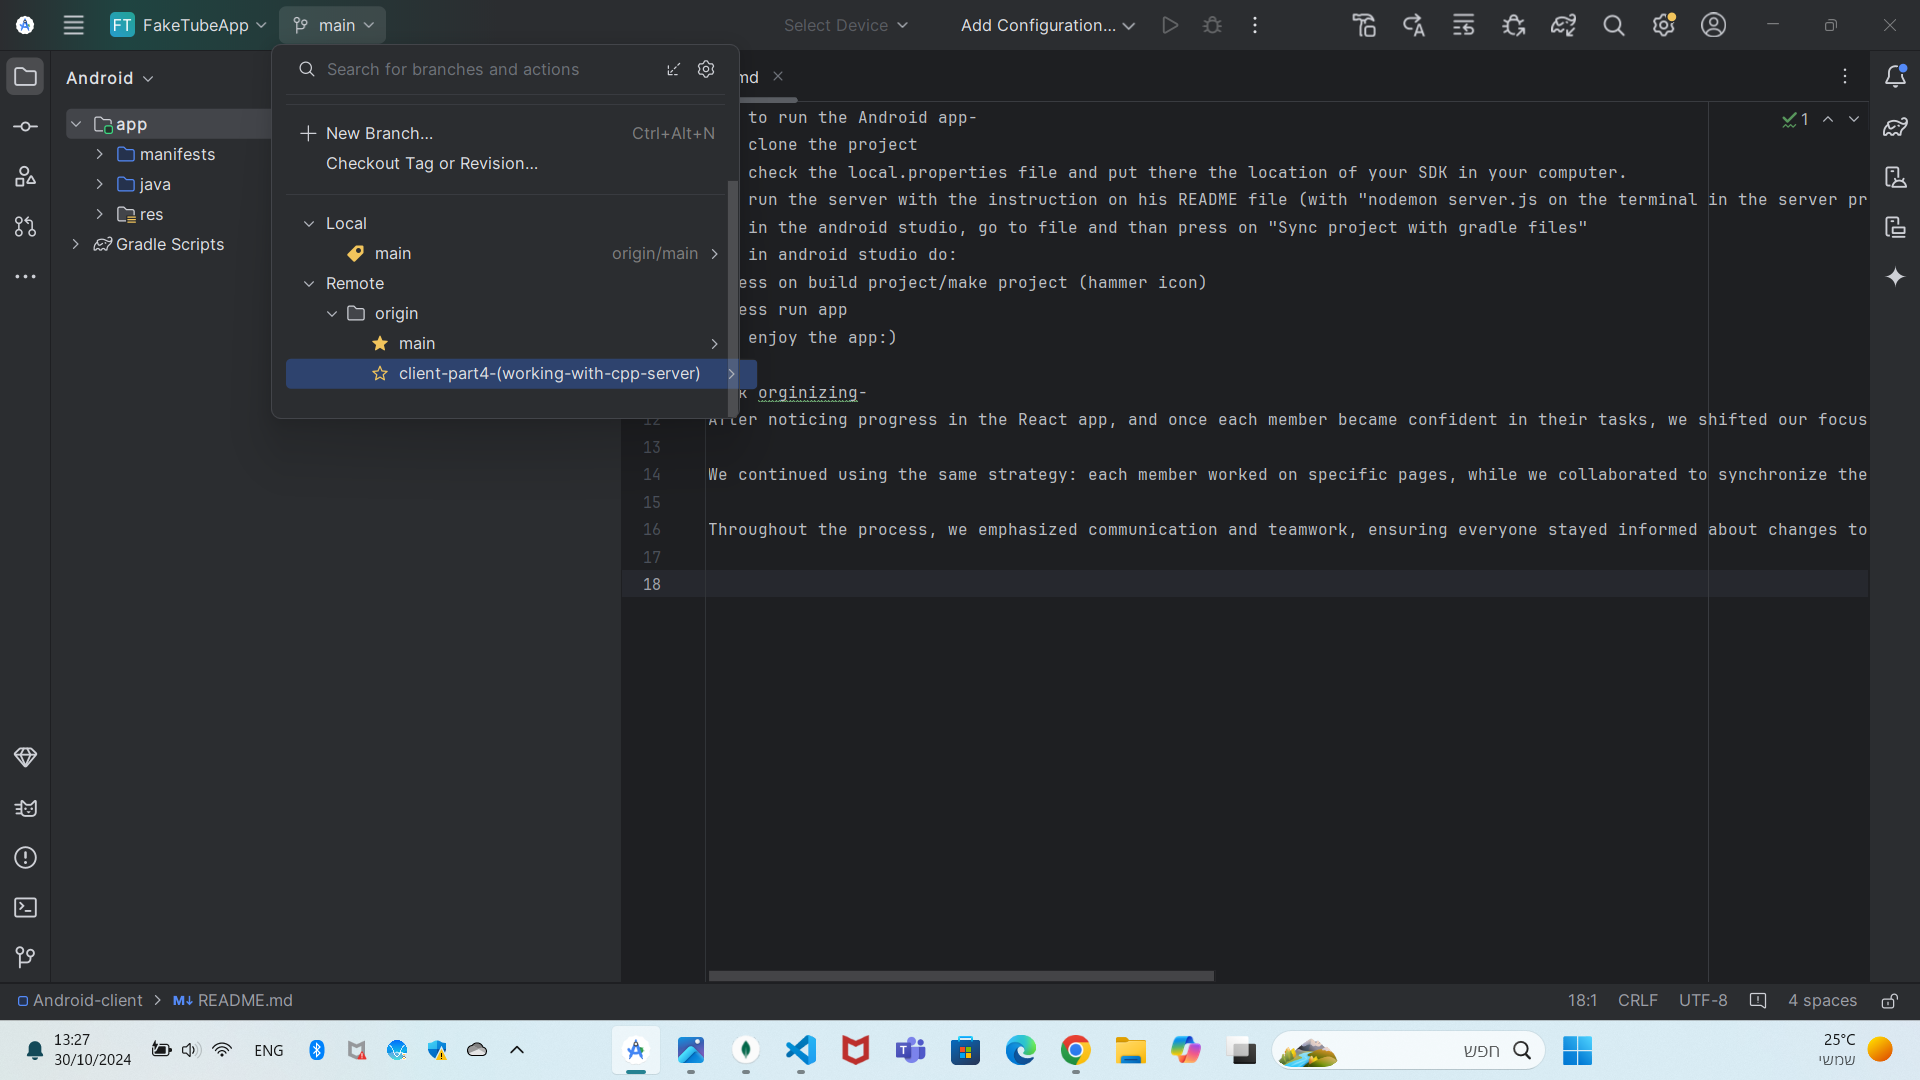 FT FakeTubeApp main Select Device Add Configuration...
Android
app
manifests
java
res
Gradle Scripts
Search for branches and actions
New Branch... Ctrl+Alt+N
Checkout Tag or Revision...
Local
main origin/main
Remote
origin
main
client-part4-(working-with-cpp-server)
md
to run the Android app-
1
clone the project
check the local.properties file and put there the location of your SDK in your computer.
run the server with the instruction on his README file (with "nodemon server.js on the terminal in the server pr
in the android studio, go to file and than press on "Sync project with gradle files"
in android studio do:
ess on build project/make project (hammer icon)
ess run app
enjoy the app:)
k orginizing-
12 After noticing progress in the React app, and once each member became confident in their tasks, we shifted our focus
13
14 We continued using the same strategy: each member worked on specific pages, while we collaborated to synchronize the
15
16 Throughout the process, we emphasized communication and teamwork, ensuring everyone stayed informed about changes to
17
18
Android-client README.md 18:1 CRLF UTF-8 4 spaces
13:27
30/10/2024
ENG
חפש
25°C
שמשי